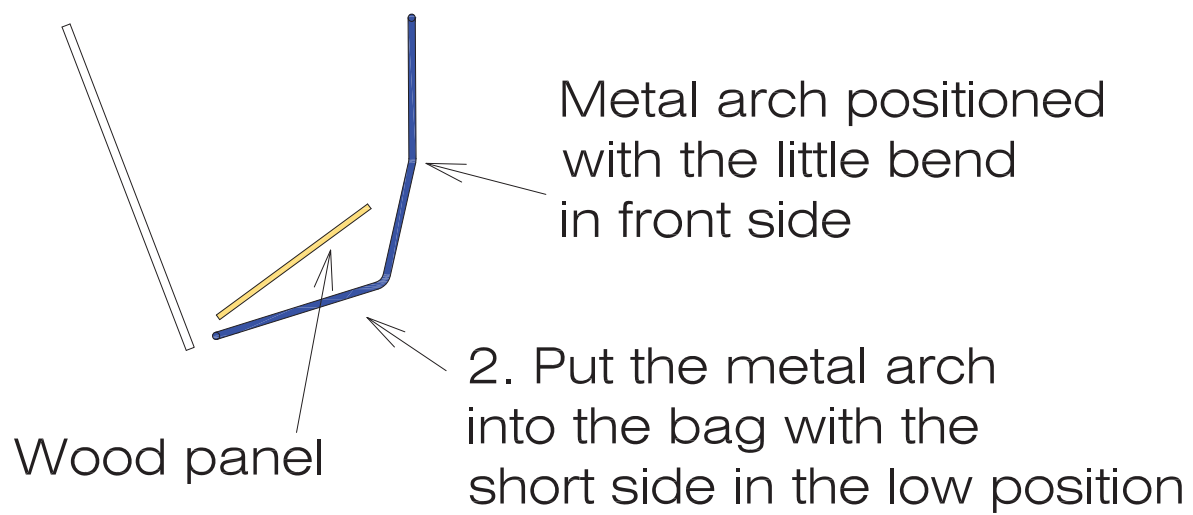 Metal arch positioned
with the little bend
in front side
2. Put the metal arch
into the bag with the
short side in the low position
Wood panel